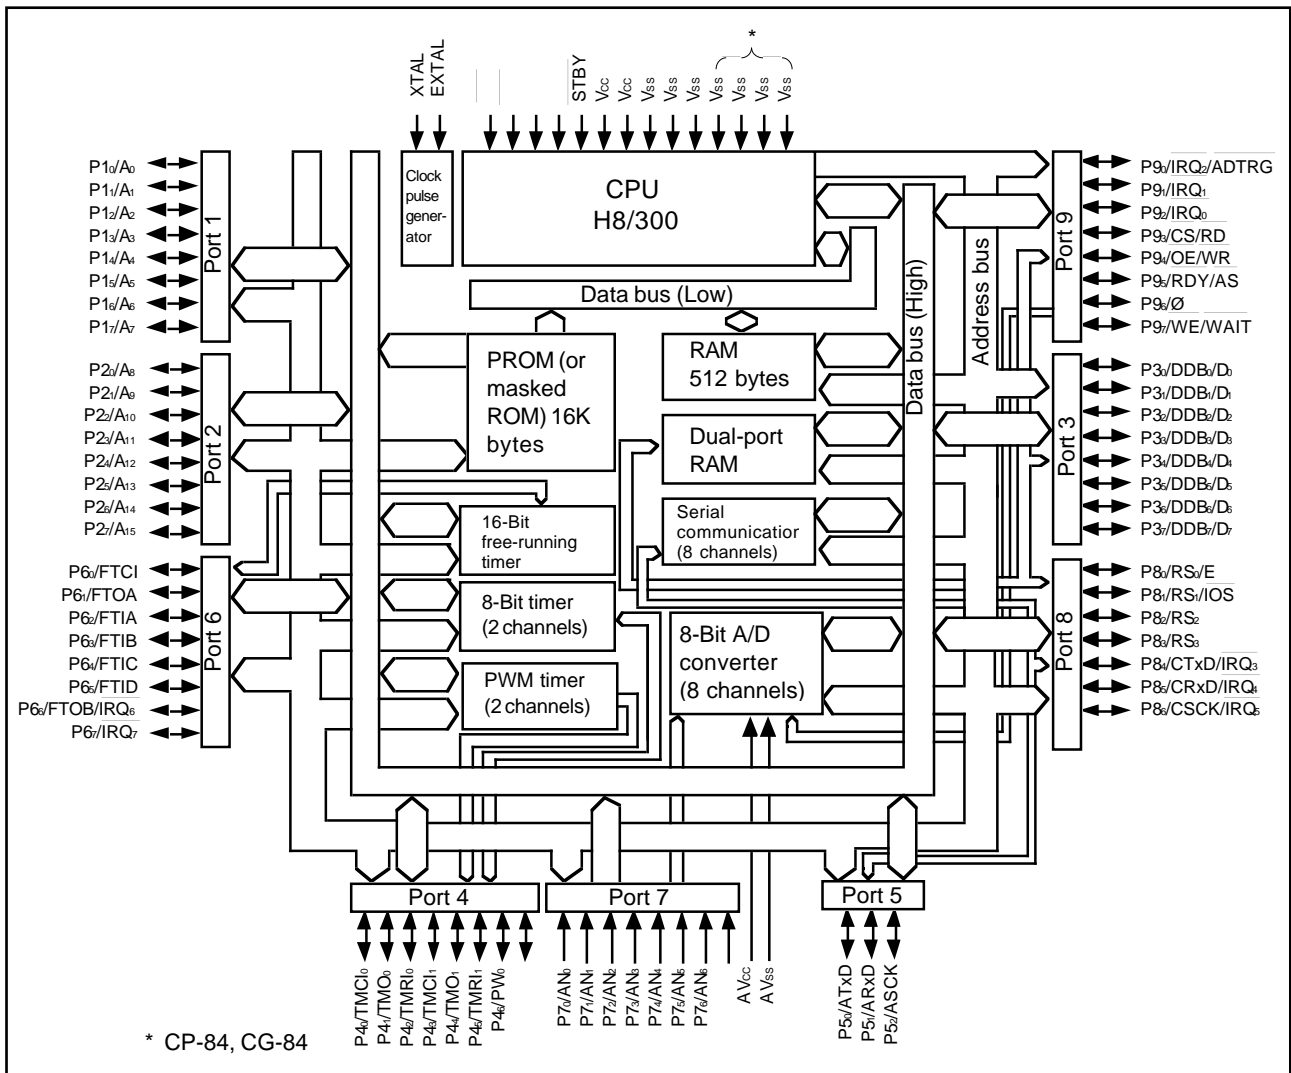 *
XTAL
EXTAL
STBY
Vcc
Vcc
Vss
Vss
Vss
Vss
Vss
Vss
Vss
Clock
pulse
gener-
ator
CPU
H8/300
Data bus (Low)
Data bus (High)
Address bus
PROM (or
masked
ROM) 16K
bytes
RAM
512 bytes
Dual-port
RAM
16-Bit
free-running
timer
Serial
communicatior
(8 channels)
8-Bit timer
(2 channels)
8-Bit A/D
converter
(8 channels)
PWM timer
(2 channels)
P1₀/A₀
P1₁/A₁
P1₂/A₂
P1₃/A₃
P1₄/A₄
P1₅/A₅
P1₆/A₆
P1₇/A₇
Port 1
P2₀/A₈
P2₁/A₉
P2₂/A₁₀
P2₃/A₁₁
P2₄/A₁₂
P2₅/A₁₃
P2₆/A₁₄
P2₇/A₁₅
Port 2
P6₀/FTCI
P6₁/FTOA
P6₂/FTIA
P6₃/FTIB
P6₄/FTIC
P6₅/FTID
P6₆/FTOB/IRQ₆
P6₇/IRQ₇
Port 6
Port 9
P9₀/IRQ₂/ADTRG
P9₁/IRQ₁
P9₂/IRQ₀
P9₃/CS/RD
P9₄/OE/WR
P9₅/RDY/AS
P9₆/Ø
P9₇/WE/WAIT
Port 3
P3₀/DDB₀/D₀
P3₁/DDB₁/D₁
P3₂/DDB₂/D₂
P3₃/DDB₃/D₃
P3₄/DDB₄/D₄
P3₅/DDB₅/D₅
P3₆/DDB₆/D₆
P3₇/DDB₇/D₇
Port 8
P8₀/RS₀/E
P8₁/RS₁/IOS
P8₂/RS₂
P8₃/RS₃
P8₄/CTxD/IRQ₃
P8₅/CRxD/IRQ₄
P8₆/CSCK/IRQ₅
Port 4
Port 7
Port 5
P4₀/TMCI₀
P4₁/TMO₀
P4₂/TMRI₀
P4₃/TMCI₁
P4₄/TMO₁
P4₅/TMRI₁
P4₆/PW₀
P7₀/AN₀
P7₁/AN₁
P7₂/AN₂
P7₃/AN₃
P7₄/AN₄
P7₅/AN₅
P7₆/AN₆
AVcc
AVss
P5₀/ATxD
P5₁/ARxD
P5₂/ASCK
* CP-84, CG-84